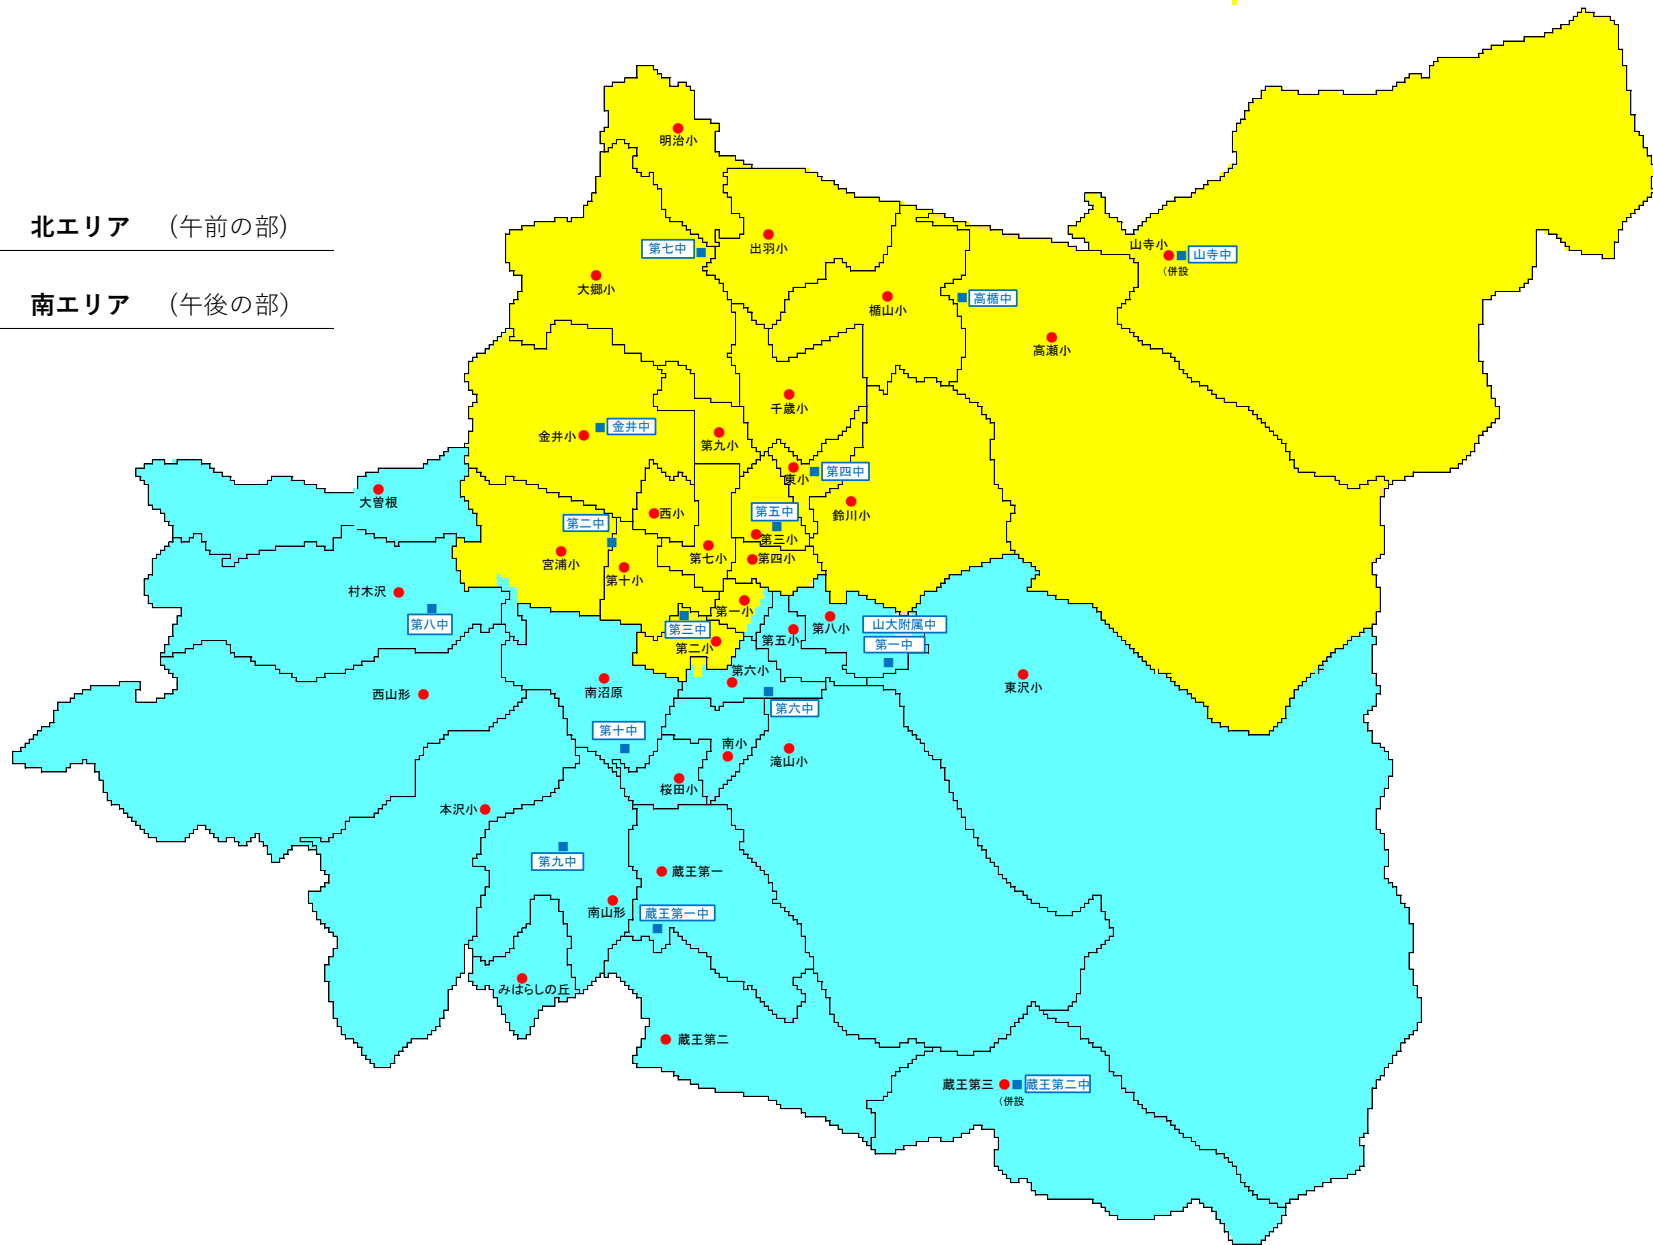 北エリア （午前の部）
南エリア （午後の部）
明治小
出羽小
第七中
大郷小
山寺小
山寺中
（併設
高楯中
楯山小
高瀬小
千歳小
金井中
金井小
第九小
東小
第四中
大曽根
西小
第五中
鈴川小
第二中
第三小
宮浦小
第七小
第四小
第十小
村木沢
第八中
第一小
第三中
第二小
第五小
第八小
山大附属中
第一中
第六小
東沢小
西山形
南沼原
第六中
第十中
南小
滝山小
桜田小
本沢小
第九中
蔵王第一
南山形
蔵王第一中
みはらしの丘
蔵王第二
蔵王第三
蔵王第二中
（併設